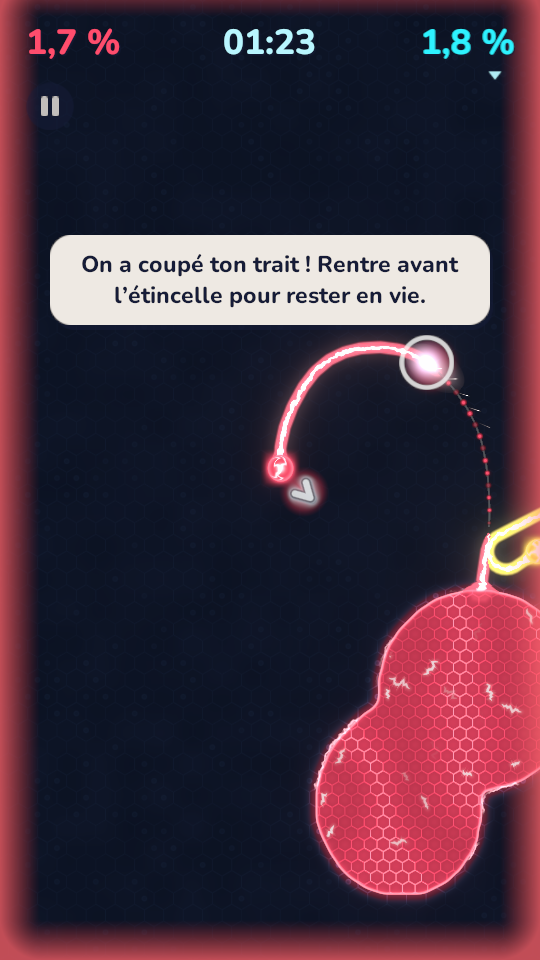 1,7 % 01:23 1,8 %
On a coupé ton trait ! Rentre avant
l’étincelle pour rester en vie.